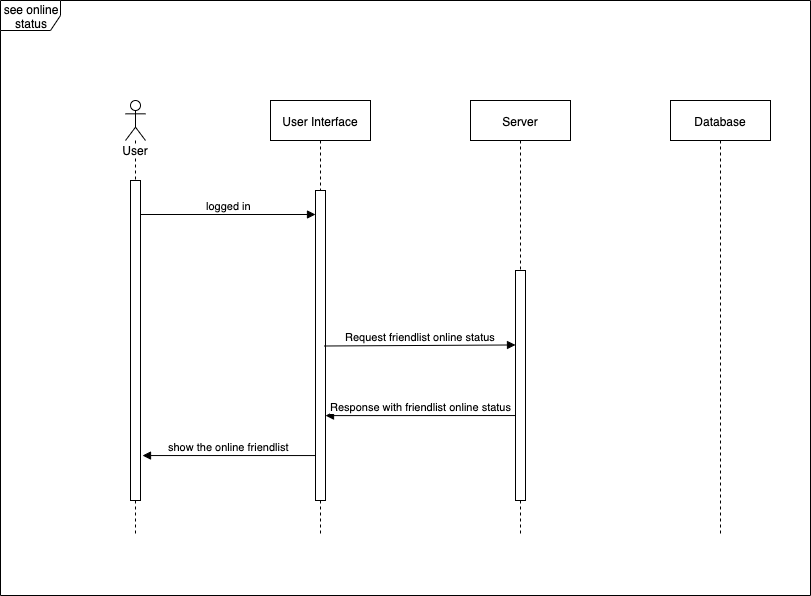 see online
status
User
User Interface
Server
Database
logged in
Request friendlist online status
Response with friendlist online status
show the online friendlist